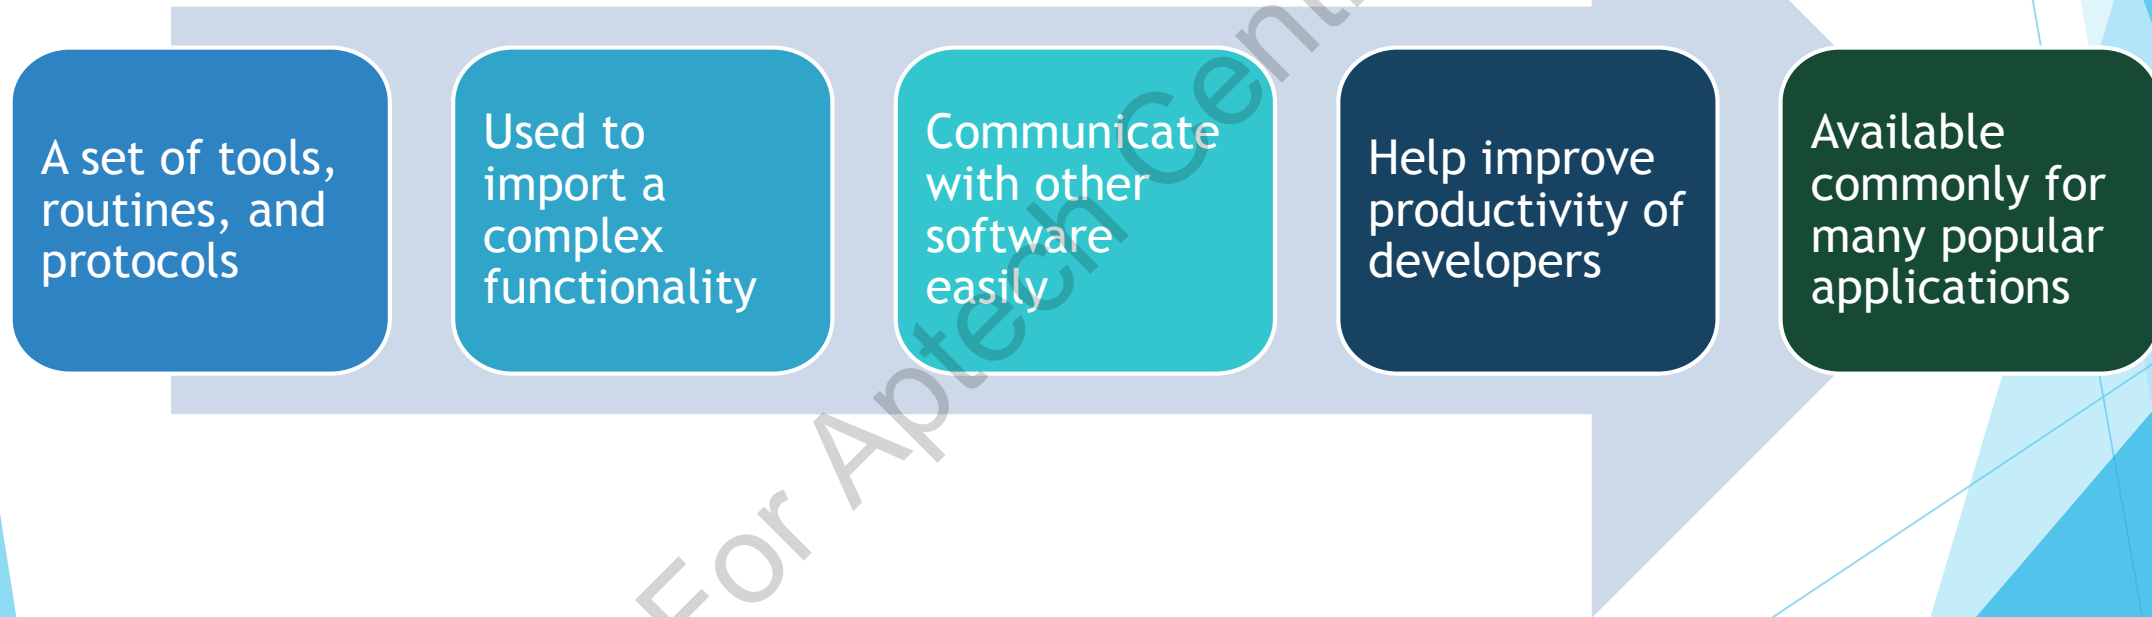 A set of tools,
routines, and
protocols
Used to
import a
complex
functionality
Communicate
with other
software
easily
Help improve
productivity of
developers
Available
commonly for
many popular
applications
For Aptech